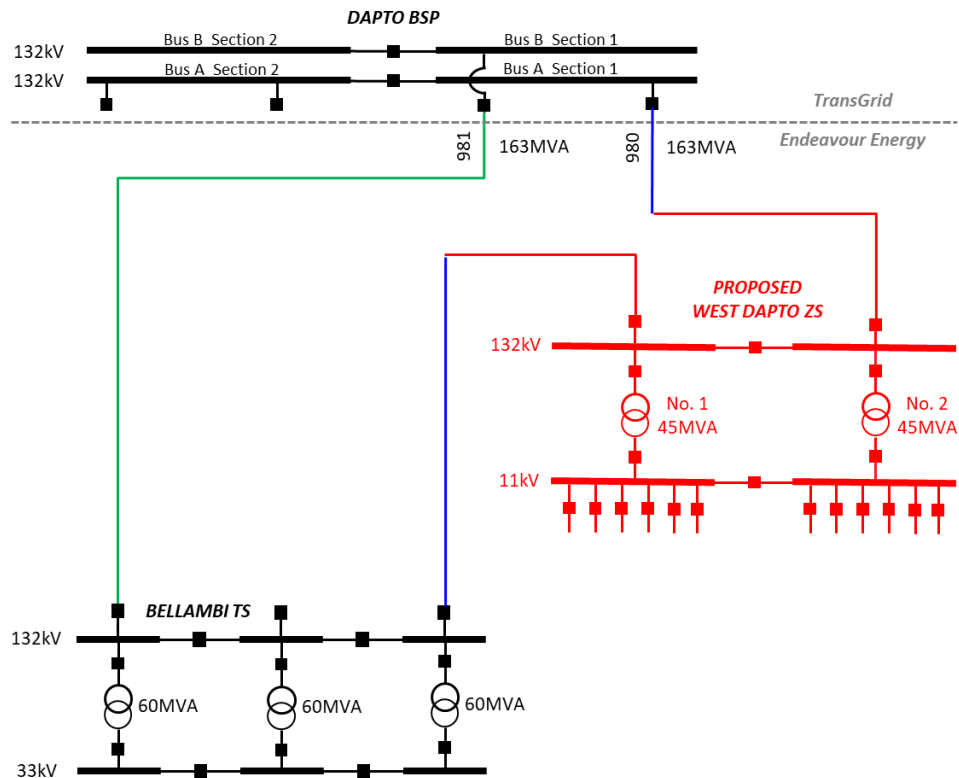 DAPTO BSP
132kV
Bus B Section 2
Bus B Section 1
132kV
Bus A Section 2
Bus A Section 1
TransGrid
Endeavour Energy
981
163MVA
980
163MVA
PROPOSED
WEST DAPTO ZS
132kV
No. 1
45MVA
No. 2
45MVA
11kV
BELLAMBI TS
132kV
60MVA
60MVA
60MVA
33kV